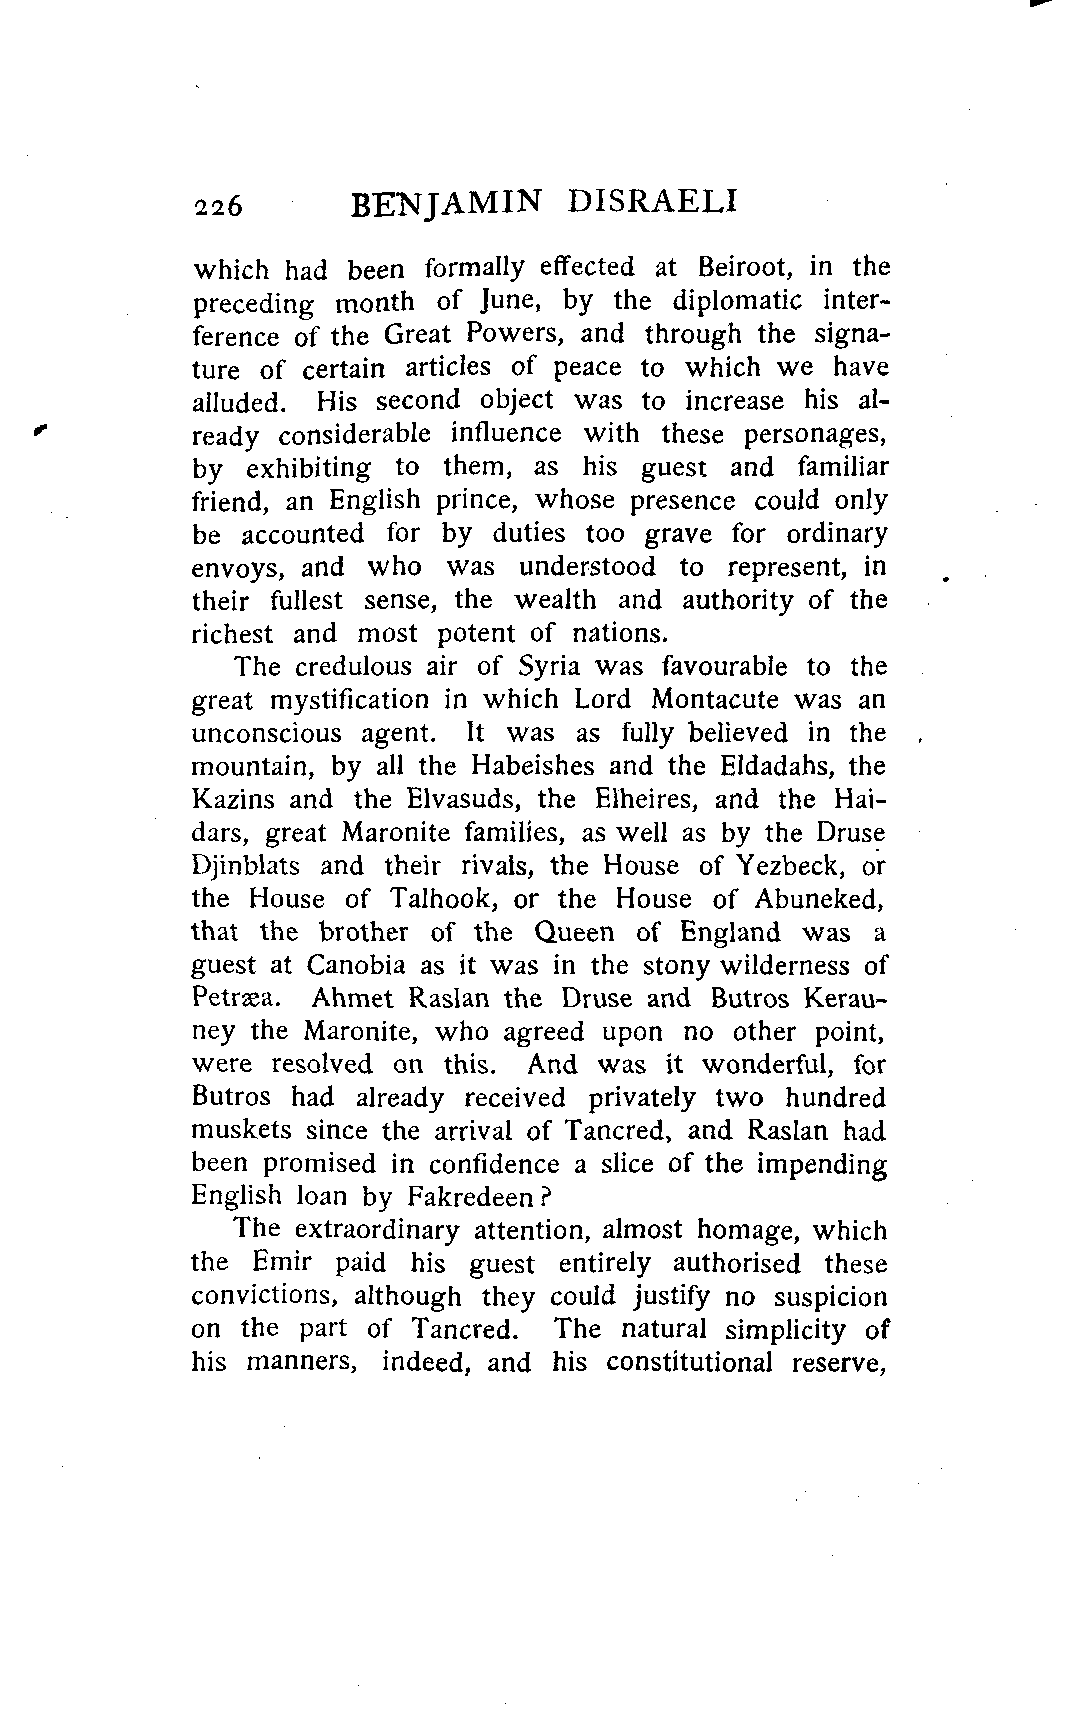 226 BENJAMIN DISRAELI
which had been formally effected at Beiroot, in the
preceding month of June, by the diplomatic inter-
ference of the Great Powers, and through the signa-
ture of certain articles of peace to which we have
alluded. His second object was to increase his al-
ready considerable influence with these personages,
by exhibiting to them, as his guest and familiar
friend, an English prince, whose presence could only
be accounted for by duties too grave for ordinary
envoys, and who was understood to represent, in
their fullest sense, the wealth and authority of the
richest and most potent of nations.
The credulous air of Syria was favourable to the
great mystification in which Lord Montacute was an
unconscious agent. It was as fully believed in the
mountain, by all the Habeishes and the Eldadahs, the
Kazins and the Elvasuds, the Elheires, and the Hai-
dars, great Maronite families, as well as by the Druse
Djinblats and their rivals, the House of Yezbeck, or
the House of Talhook, or the House of Abuneked,
that the brother of the Queen of England was a
guest at Canobia as it was in the stony wilderness of
Petræa. Ahmet Raslan the Druse and Butros Kerau-
ney the Maronite, who agreed upon no other point,
were resolved on this. And was it wonderful, for
Butros had already received privately two hundred
muskets since the arrival of Tancred, and Raslan had
been promised in confidence a slice of the impending
English loan by Fakredeen?
The extraordinary attention, almost homage, which
the Emir paid his guest entirely authorised these
convictions, although they could justify no suspicion
on the part of Tancred. The natural simplicity of
his manners, indeed, and his constitutional reserve,